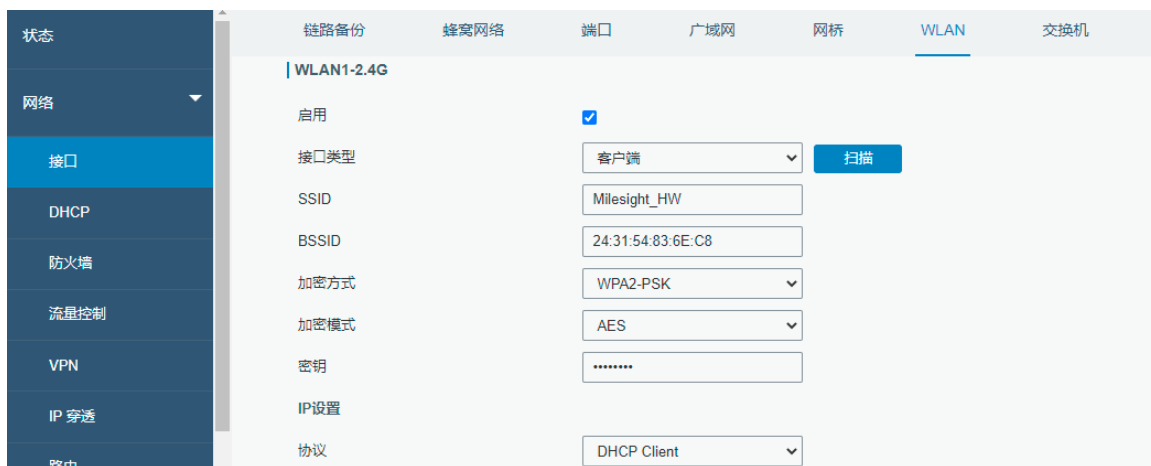 状态
网络
接口
DHCP
防火墙
流量控制
VPN
IP 穿透
路由
链路备份 蜂窝网络 端口 广域网 网桥 WLAN 交换机
WLAN1-2.4G
启用
接口类型 客户端 扫描
SSID Milesight_HW
BSSID 24:31:54:83:6E:C8
加密方式 WPA2-PSK
加密模式 AES
密钥 ••••••••
IP设置
协议 DHCP Client